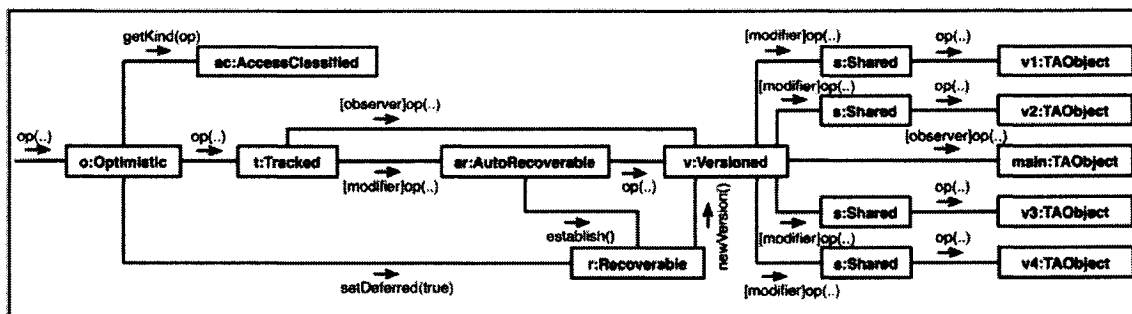 getKind(op)
ac:AccessClassified
[modifier]op(..)
s:Shared
op(..)
v1:TAObject
[observer]op(..)
[modifier]op(..)
s:Shared
op(..)
v2:TAObject
op(..)
o:Optimistic
op(..)
t:Tracked
[modifier]op(..)
ar:AutoRecoverable
op(..)
v:Versioned
[observer]op(..)
main:TAObject
establish()
newVersion()
[modifier]op(..)
s:Shared
op(..)
v3:TAObject
setDeferred(true)
r:Recoverable
[modifier]op(..)
s:Shared
op(..)
v4:TAObject